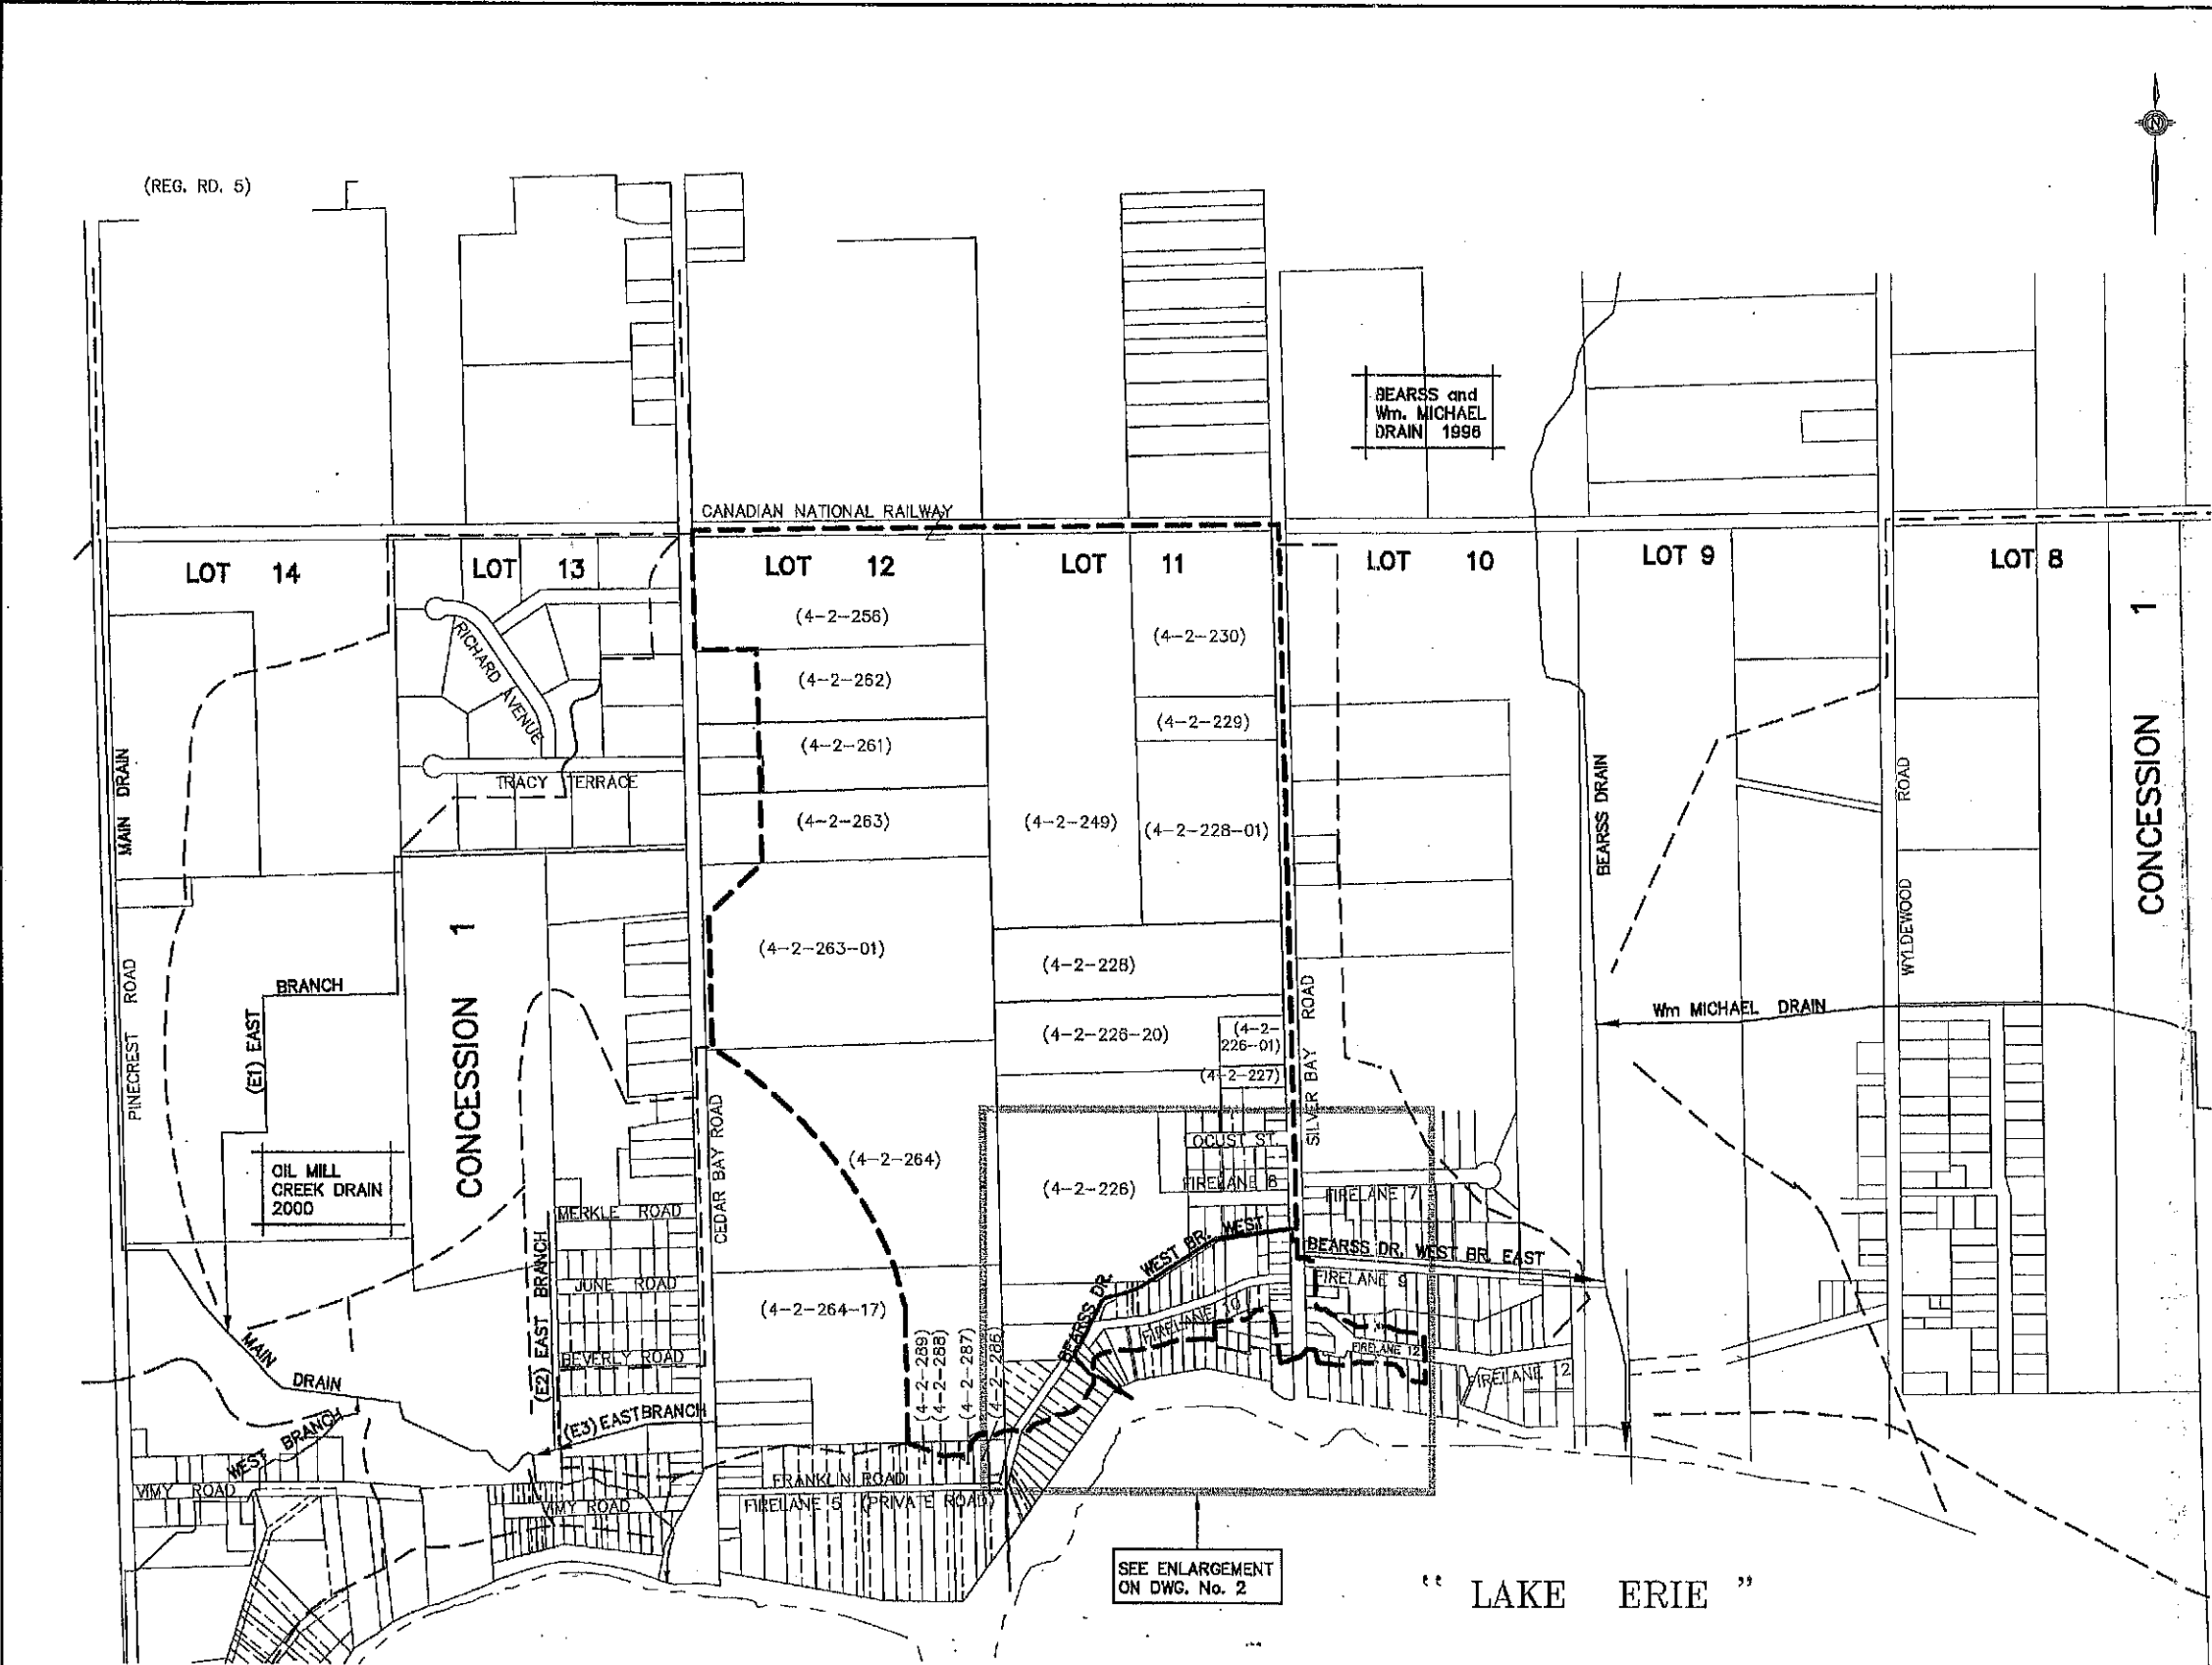 N
(REG. RD. 5)
BEARSS and
Wm. MICHAEL
DRAIN 1996
CANADIAN NATIONAL RAILWAY
LOT 14
LOT 13
LOT 12
LOT 11
LOT 10
LOT 9
LOT 8
(4-2-256)
(4-2-230)
CONCESSION 1
RICHARD AVENUE
(4-2-262)
(4-2-229)
(4-2-261)
MAIN DRAIN
TRACY TERRACE
BEARSS DRAIN
WYLDEWOOD ROAD
(4-2-263)
(4-2-249)
(4-2-228-01)
(4-2-263-01)
(4-2-228)
PINECREST ROAD
BRANCH
(E1) EAST
CONCESSION 1
SILVER BAY ROAD
Wm MICHAEL DRAIN
(4-2-226-20)
(4-2-
226-01)
(4-2-227)
OCUST ST.
CEDAR BAY ROAD
(4-2-264)
OIL MILL
CREEK DRAIN
2000
(4-2-226)
FIRELANE 8
FIRELANE 7
MERKLE ROAD
(E2) EAST BRANCH
BEARSS DR. WEST BR. WEST
BEARSS DR. WEST BR. EAST
FIRELANE 9
JUNE ROAD
(4-2-264-17)
FIRELANE 10
(4-2-289)
(4-2-288)
(4-2-287)
(4-2-286)
BEVERLY ROAD
FIRELANE 12
FIRELANE 12
MAIN DRAIN
WEST BRANCH
(E3) EAST BRANCH
FRANKLIN ROAD
VIMY ROAD
VIMY ROAD
FIRELANE 5 (PRIVATE ROAD)
SEE ENLARGEMENT
ON DWG. No. 2
“ LAKE ERIE ”